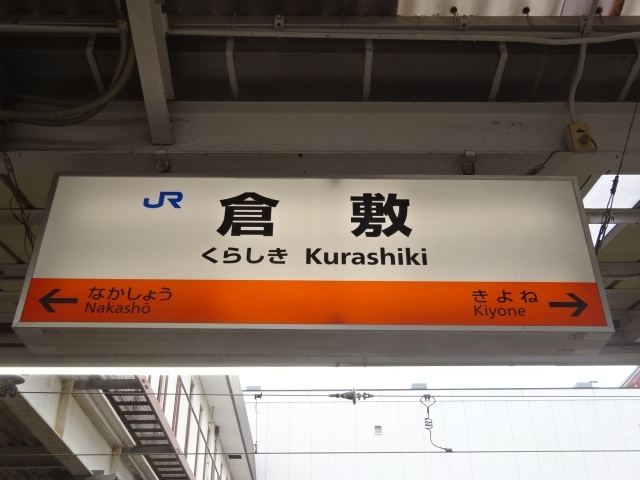 JR 倉敷
くらしき Kurashiki
← なかしょう きよね →
Nakashō Kiyone